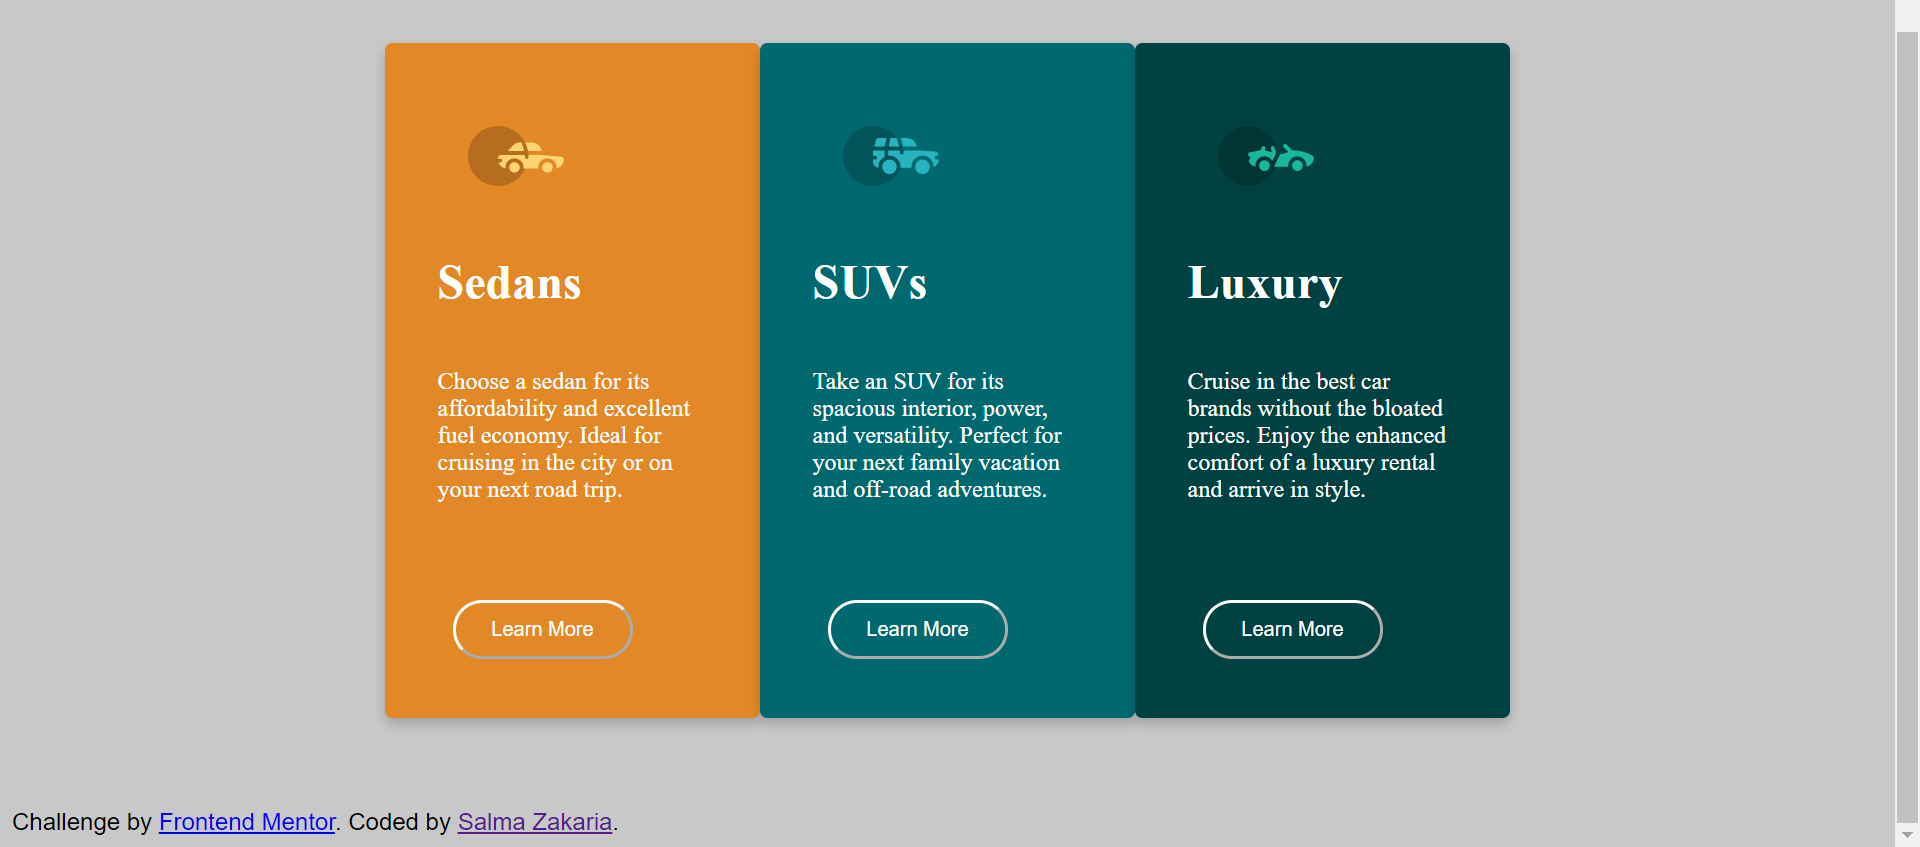 Sedans
Choose a sedan for its
affordability and excellent
fuel economy. Ideal for
cruising in the city or on
your next road trip.
Learn More
SUVs
Take an SUV for its
spacious interior, power,
and versatility. Perfect for
your next family vacation
and off-road adventures.
Learn More
Luxury
Cruise in the best car
brands without the bloated
prices. Enjoy the enhanced
comfort of a luxury rental
and arrive in style.
Learn More
Challenge by Frontend Mentor. Coded by Salma Zakaria.